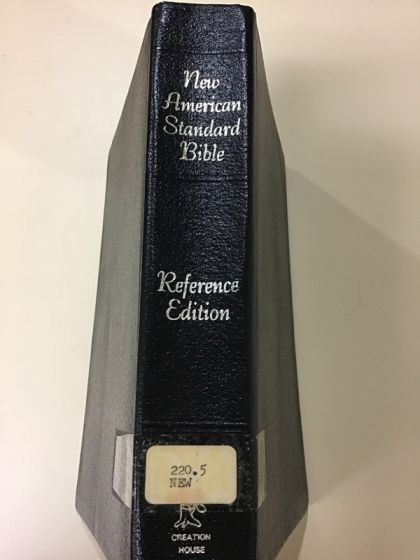 New
American
Standard
Bible
Reference
Edition
220.5
NEW
CREATION
HOUSE